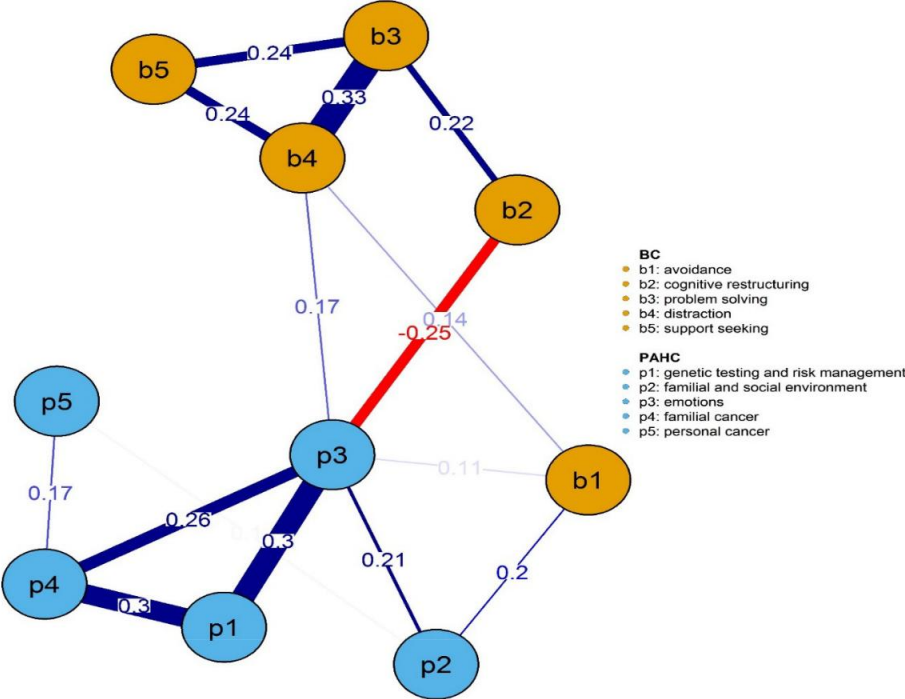 b3
b5
0.24
0.33
0.24
0.22
b4
b2
BC
b1: avoidance
b2: cognitive restructuring
b3: problem solving
b4: distraction
b5: support seeking
0.17
0.14
-0.25
PAHC
p1: genetic testing and risk management
p2: familial and social environment
p3: emotions
p4: familial cancer
p5: personal cancer
p5
p3
0.11
b1
0.17
0.26
0.3
0.21
0.2
p4
0.3
p1
p2